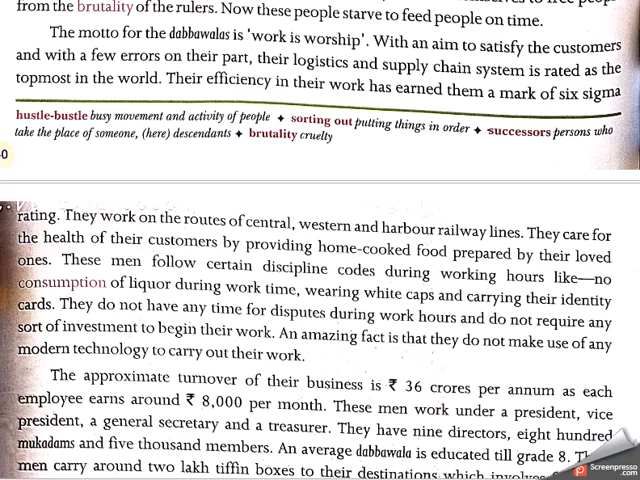 from the brutality of the rulers. Now these people starve to feed people on time.
The motto for the dabbawalas is ‘work is worship’. With an aim to satisfy the customers
and with a few errors on their part, their logistics and supply chain system is rated as the
topmost in the world. Their efficiency in their work has earned them a mark of six sigma
hustle-bustle busy movement and activity of people ✦ sorting out putting things in order ✦ successors persons who
take the place of someone, (here) descendants ✦ brutality cruelty
0
rating. They work on the routes of central, western and harbour railway lines. They care for
the health of their customers by providing home-cooked food prepared by their loved
ones. These men follow certain discipline codes during working hours like—no
consumption of liquor during work time, wearing white caps and carrying their identity
cards. They do not have any time for disputes during work hours and do not require any
sort of investment to begin their work. An amazing fact is that they do not make use of any
modern technology to carry out their work.
The approximate turnover of their business is ₹ 36 crores per annum as each
employee earns around ₹ 8,000 per month. These men work under a president, vice
president, a general secretary and a treasurer. They have nine directors, eight hundred
mukadams and five thousand members. An average dabbawala is educated till grade 8.
men carry around two lakh tiffin boxes to their destinations which involves
Screenpresso
.com